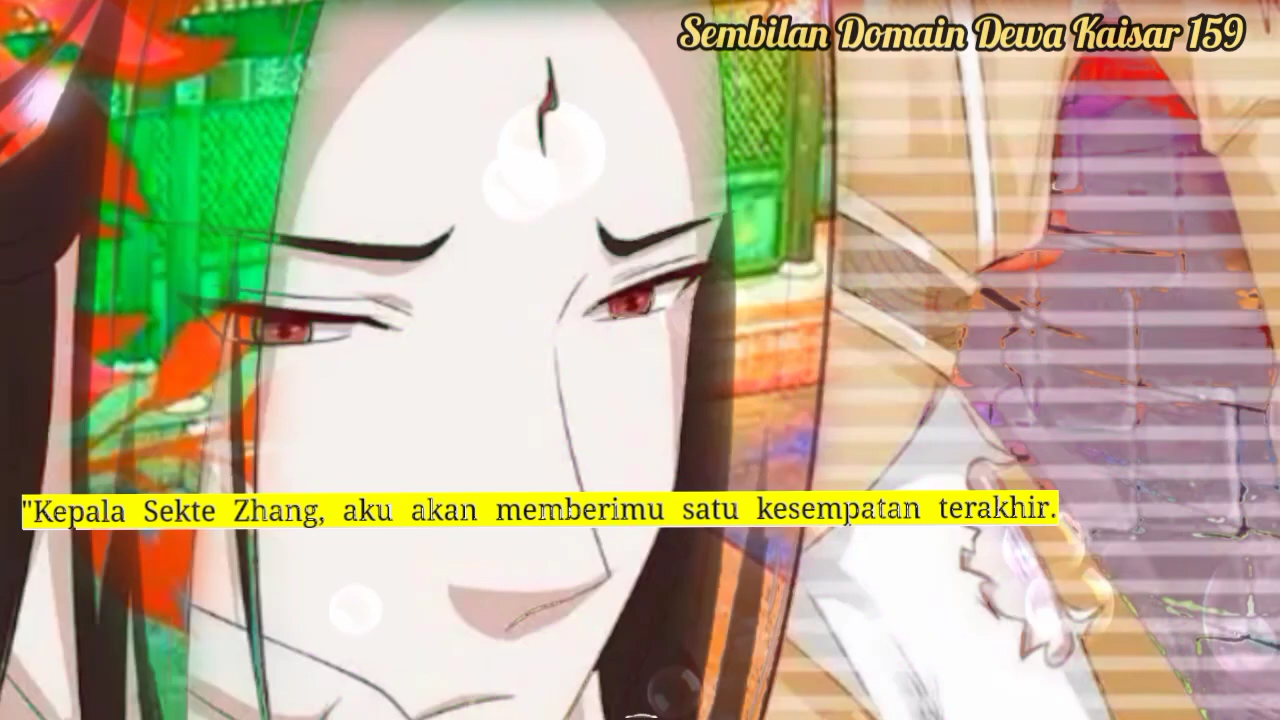 Sembilan Domain Dewa Kaisar 159
"Kepala Sekte Zhang, aku akan memberimu satu kesempatan terakhir.